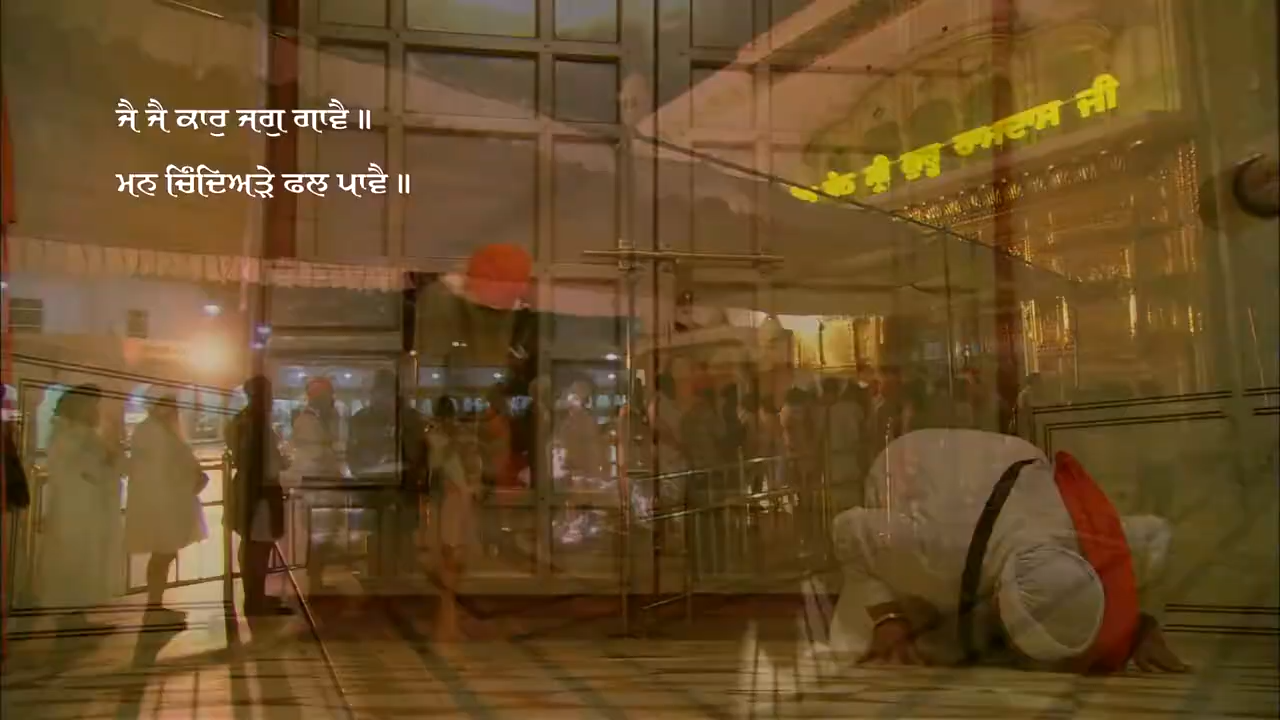 ਜੈ ਜੈ ਕਾਰੁ ਜਗੁ ਗਾਵੈ ॥
ਮਨ ਚਿੰਦਿਅੜੇ ਫਲ ਪਾਵੈ ॥
ਸ੍ਰੀ ਗੁਰੂ ਰਾਮਦਾਸ ਜੀ